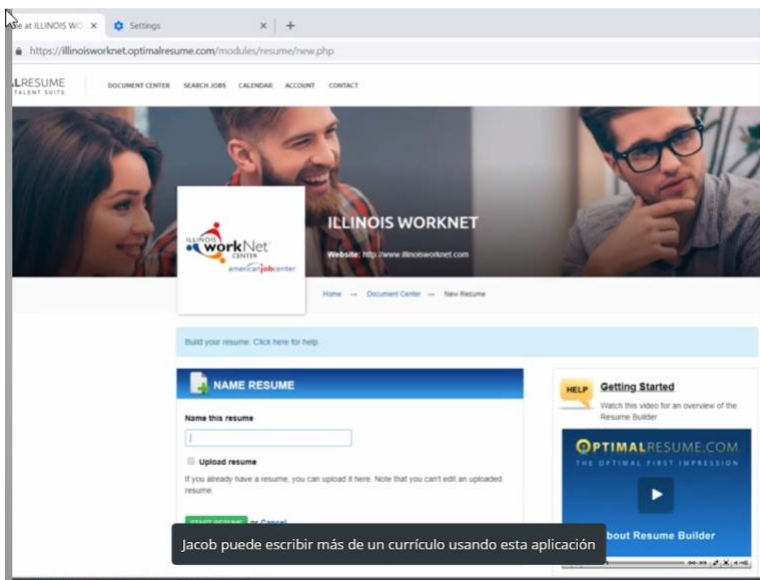 at ILLINOIS WO × Settings × +
https://illinoisworknet.optimalresume.com/modules/resume/new.php
LRESUME
TALENT SUITE
DOCUMENT CENTER SEARCH JOBS CALENDAR ACCOUNT CONTACT
ILLINOIS
workNet
CENTER
americanjobcenter
ILLINOIS WORKNET
Website: http://www.illinoisworknet.com
Home → Document Center → New Resume
Build your resume. Click here for help.
NAME RESUME
Name this resume
Upload resume
If you already have a resume, you can upload it here. Note that you can't edit an uploaded
resume.
START RESUME or Cancel
HELP
Getting Started
Watch this video for an overview of the
Resume Builder
OPTIMALRESUME.COM
THE OPTIMAL FIRST IMPRESSION
bout Resume Builder
Jacob puede escribir más de un currículo usando esta aplicación